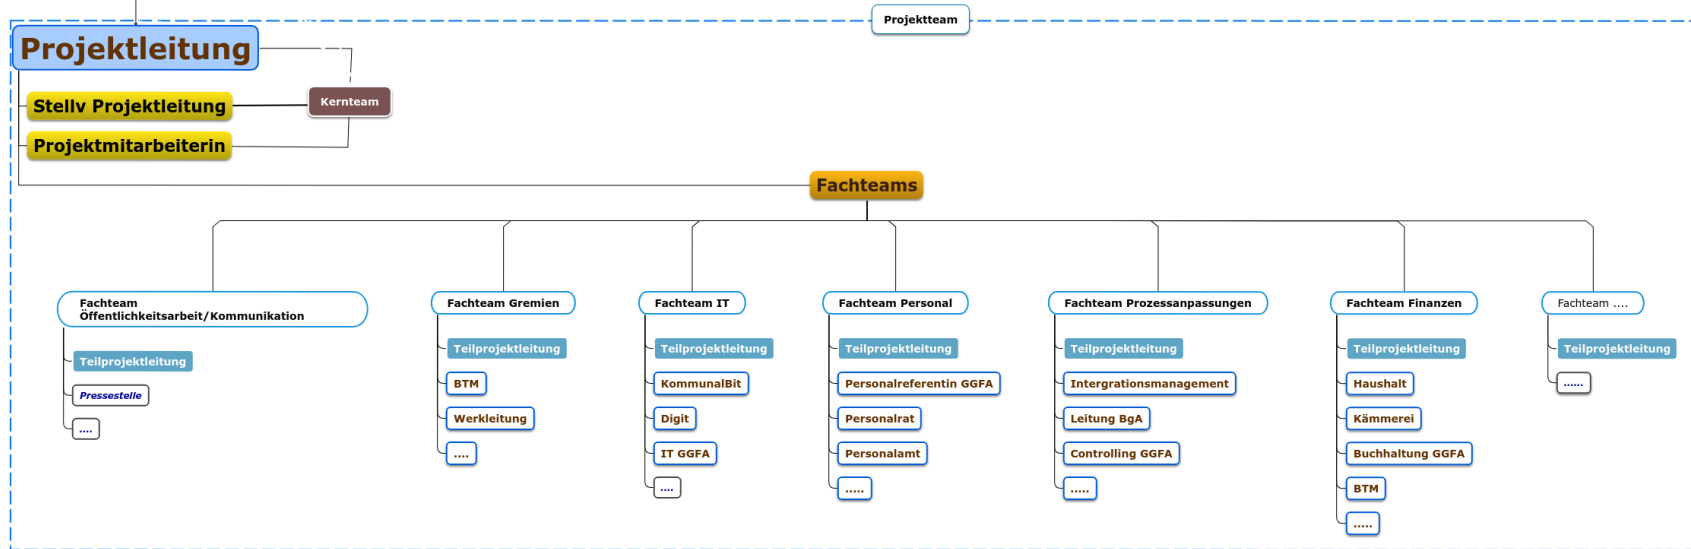 Projektteam
Projektleitung
Kernteam
Stellv Projektleitung
Projektmitarbeiterin
Fachteams
Fachteam
Öffentlichkeitsarbeit/Kommunikation
Teilprojektleitung
Pressestelle
....
Fachteam Gremien
Teilprojektleitung
BTM
Werkleitung
....
Fachteam IT
Teilprojektleitung
KommunalBit
Digit
IT GGFA
....
Fachteam Personal
Teilprojektleitung
Personalreferentin GGFA
Personalrat
Personalamt
.....
Fachteam Prozessanpassungen
Teilprojektleitung
Intergrationsmanagement
Leitung BgA
Controlling GGFA
.....
Fachteam Finanzen
Teilprojektleitung
Haushalt
Kämmerei
Buchhaltung GGFA
BTM
.....
Fachteam ....
Teilprojektleitung
......